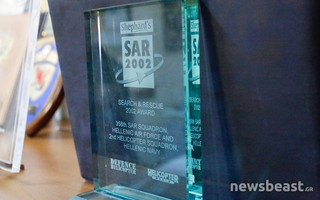 Shephard's
SAR
2002
SEARCH & RESCUE
2002 AWARD
358th SAR SQUADRON,
HELLENIC AIR FORCE AND
2nd HELICOPTER SQUADRON,
HELLENIC NAVY
DEFENCE HELICOPTER
HELICOPTER
newsbeast.GR